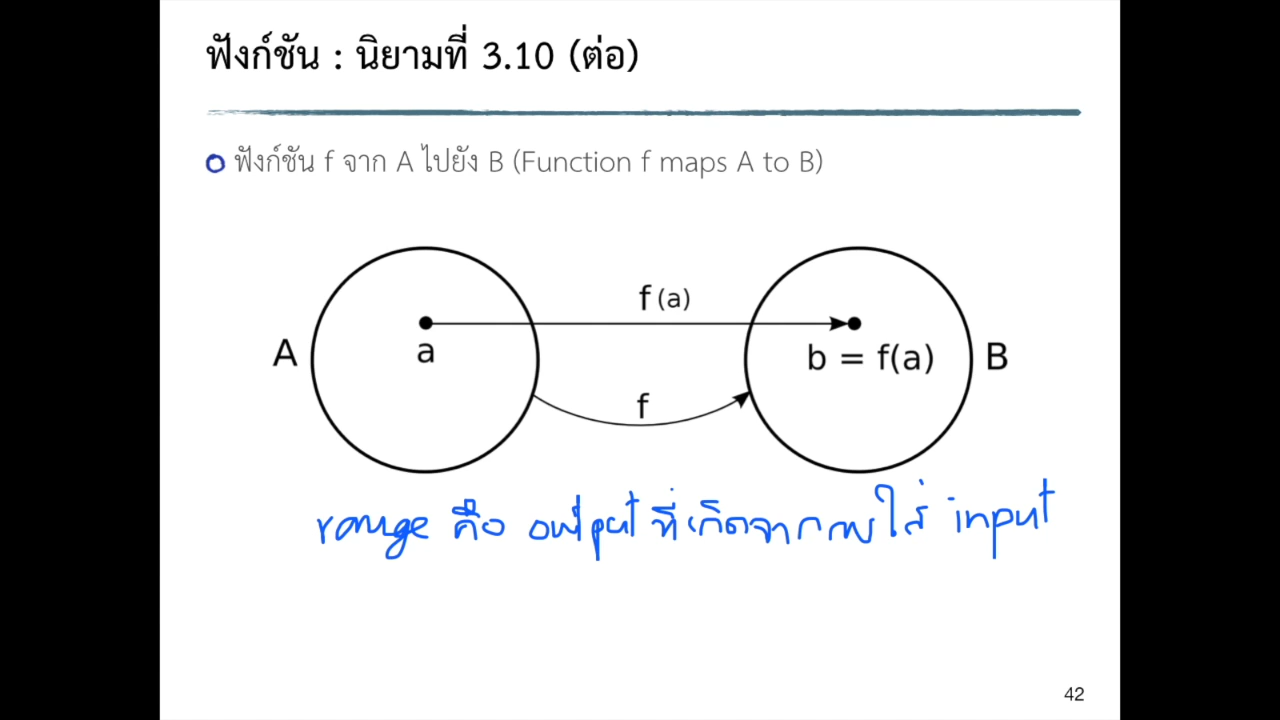 ฟังก์ชัน : นิยามที่ 3.10 (ต่อ)
ฟังก์ชัน f จาก A ไปยัง B (Function f maps A to B)
f (a)
A
a
b = f(a)
B
f
range คือ output ที่เกิดจากการใส่ input
42